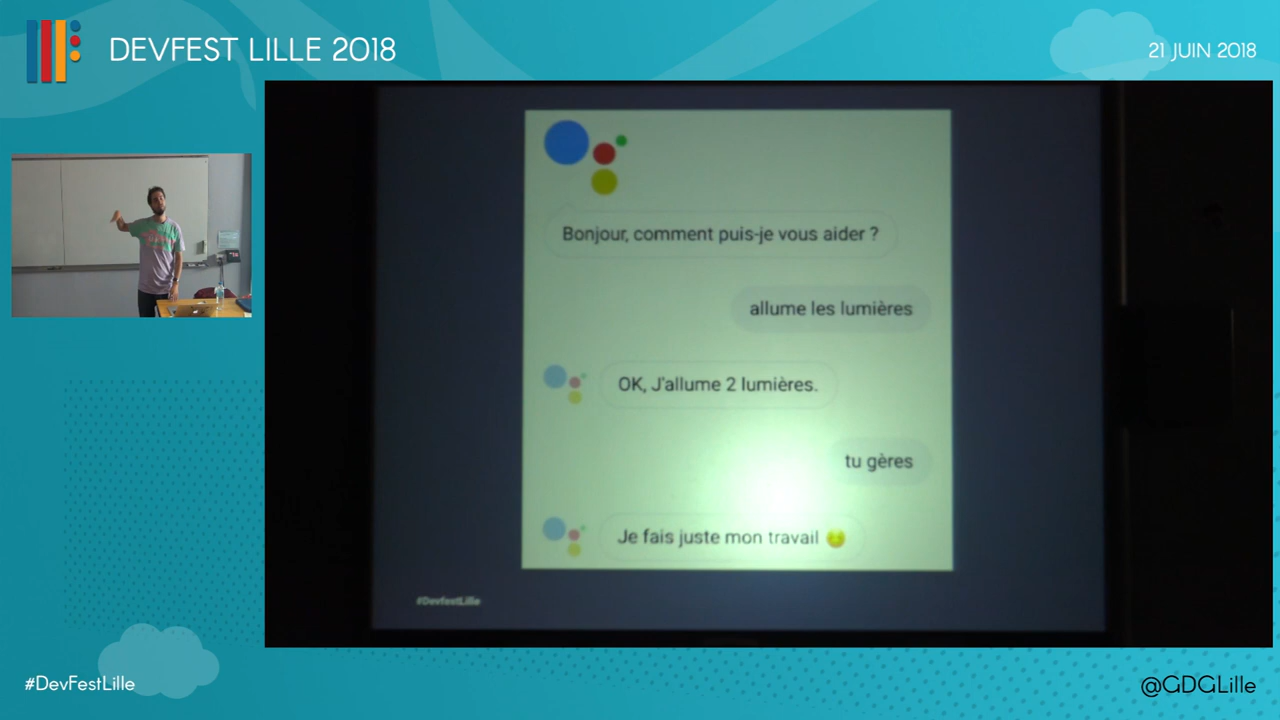 DEVFEST LILLE 2018
21 JUIN 2018
Bonjour, comment puis-je vous aider ?
allume les lumières
OK, J'allume 2 lumières.
tu gères
Je fais juste mon travail
#DevfestLille
#DevFestLille
@GDGLille